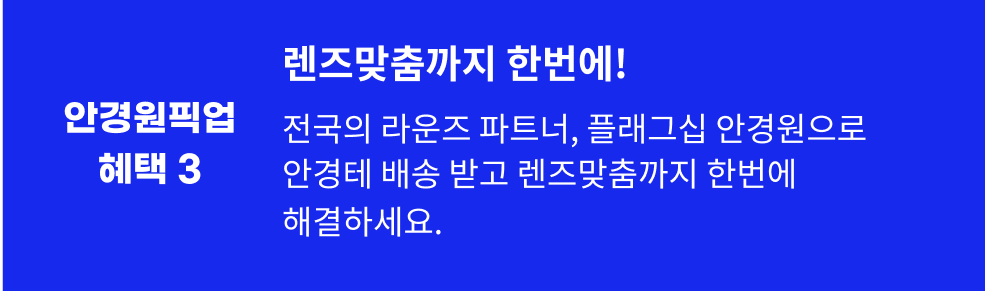 안경원픽업
혜택 3
렌즈맞춤까지 한번에!
전국의 라운즈 파트너, 플래그십 안경원으로
안경테 배송 받고 렌즈맞춤까지 한번에
해결하세요.